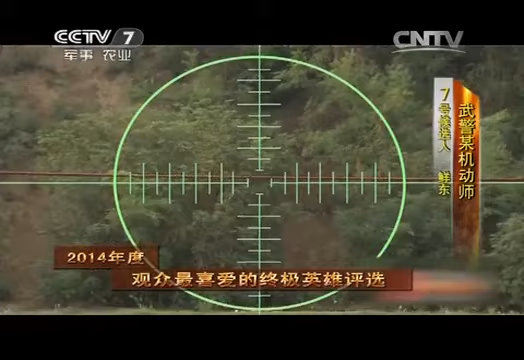 CCTV 7
军事 农业
CNTV
武警某机动师
7号候选人 鲜东
2014年度
观众最喜爱的终极英雄评选